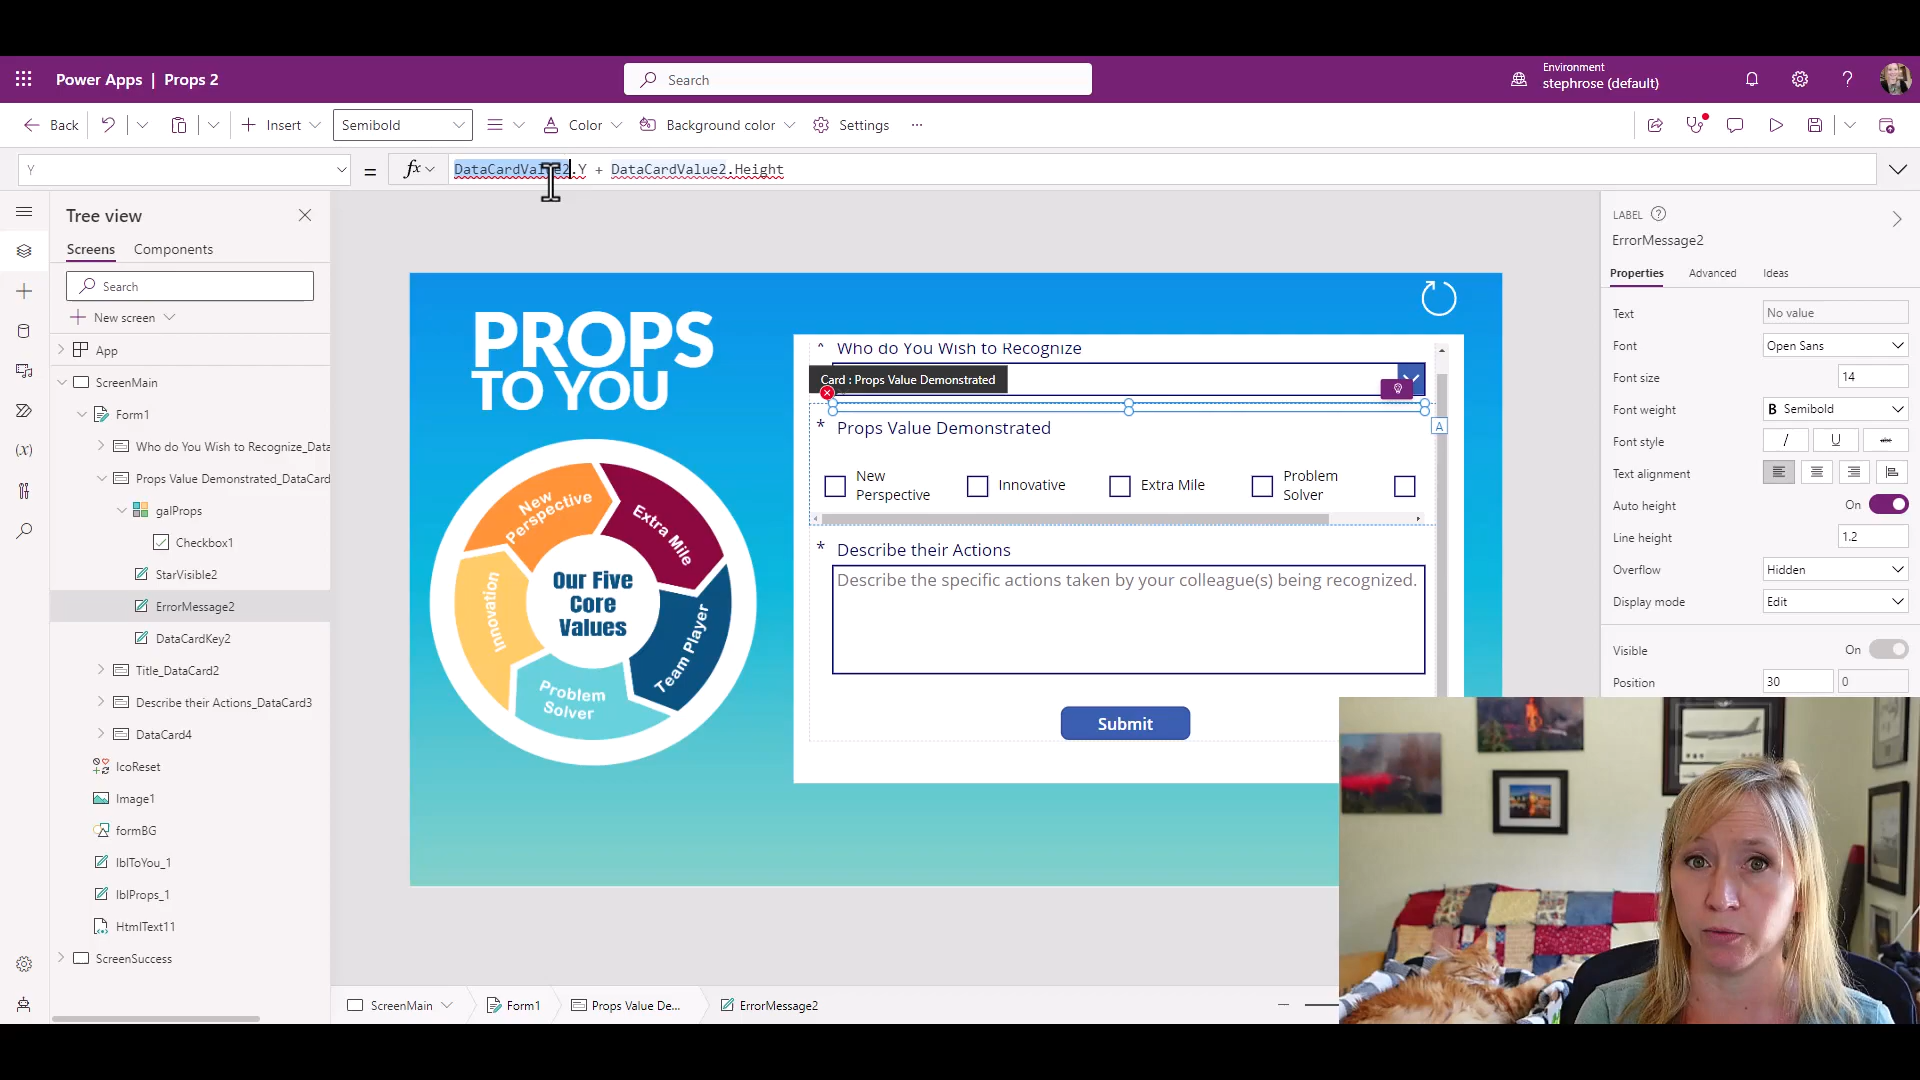 Power Apps | Props 2
Search
Environment
stephrose (default)
Back
Insert
Semibold
Color
Background color
Settings
Y
=
fx
DataCardValue2.Y + DataCardValue2.Height
Tree view
Screens
Components
Search
New screen
App
ScreenMain
Form1
Who do You Wish to Recognize_Data
Props Value Demonstrated_DataCard
galProps
Checkbox1
StarVisible2
ErrorMessage2
DataCardKey2
Title_DataCard2
Describe their Actions_DataCard3
DataCard4
IcoReset
Image1
formBG
lblToYou_1
lblProps_1
HtmlText11
ScreenSuccess
PROPS
TO YOU
New
Perspective
Extra Mile
Team Player
Problem
Solver
Innovation
Our Five
Core
Values
Who do You Wish to Recognize
Card : Props Value Demonstrated
A
* Props Value Demonstrated
New
Perspective
Innovative
Extra Mile
Problem
Solver
* Describe their Actions
Describe the specific actions taken by your colleague(s) being recognized.
Submit
LABEL
ErrorMessage2
Properties
Advanced
Ideas
Text
No value
Font
Open Sans
Font size
14
Font weight
B Semibold
Font style
/ U abc
Text alignment
Auto height
On
Line height
1.2
Overflow
Hidden
Display mode
Edit
Visible
On
Position
30
0
ScreenMain
Form1
Props Value De...
ErrorMessage2